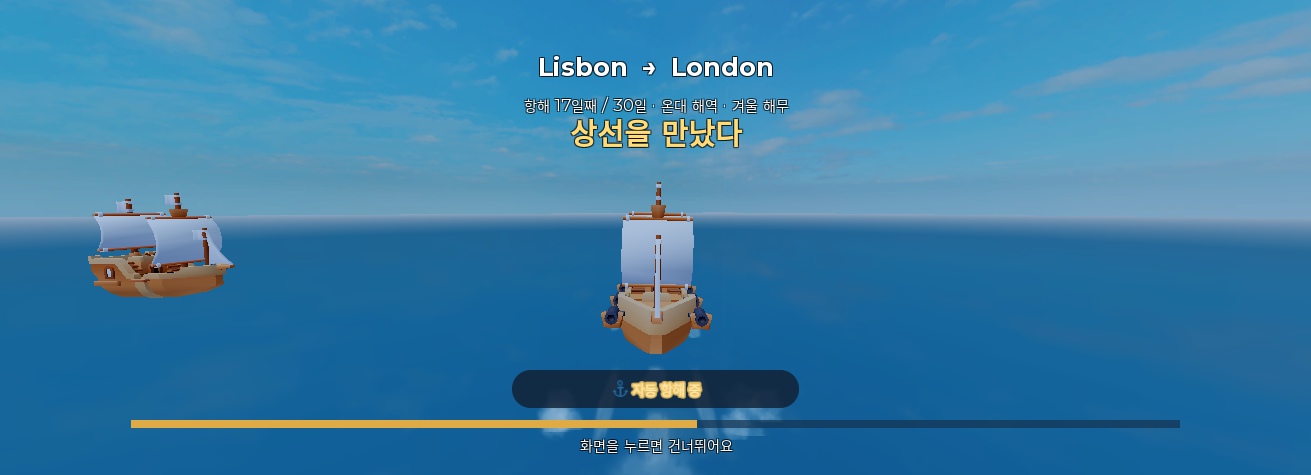 Lisbon → London
항해 17일째 / 30일 · 온대 해역 · 겨울 해무
상선을 만났다
⚓ 자동 항해 중
화면을 누르면 건너뛰어요